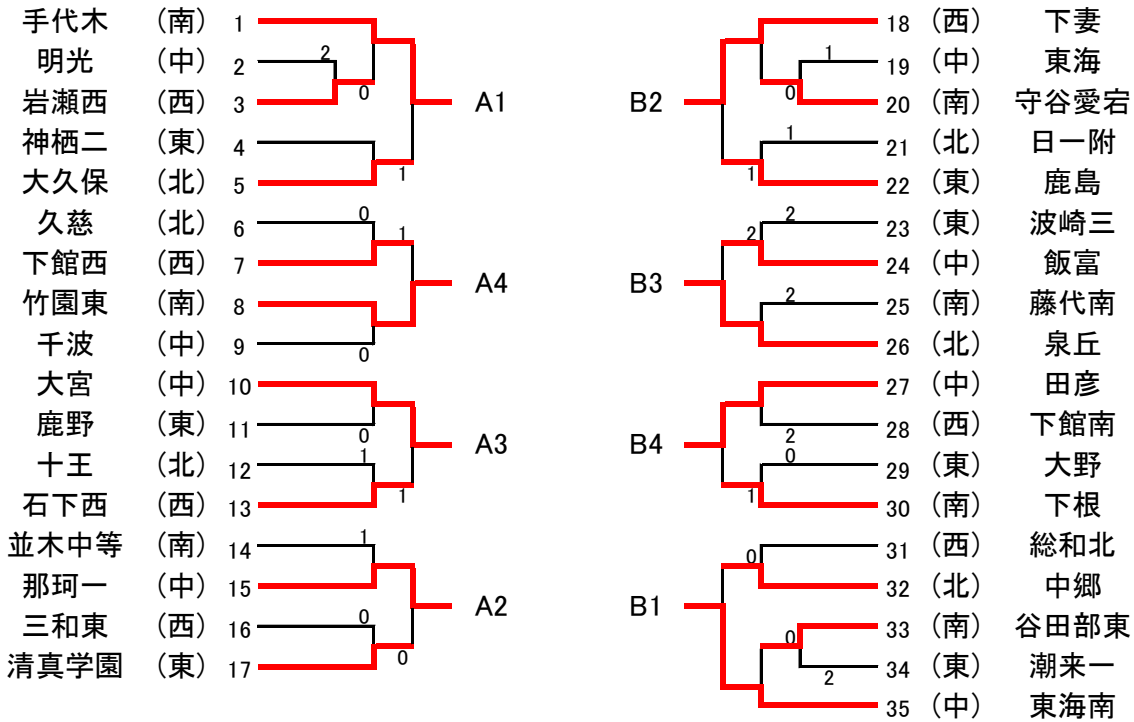 手代木 （南） 1
明光 （中） 2 2
岩瀬西 （西） 3 0 A1
神栖二 （東） 4
大久保 （北） 5 1
久慈 （北） 6 0 1
下館西 （西） 7 A4
竹園東 （南） 8
千波 （中） 9 0
大宮 （中） 10
鹿野 （東） 11 0 A3
十王 （北） 12 1
石下西 （西） 13 1
並木中等 （南） 14 1
那珂一 （中） 15 A2
三和東 （西） 16 0
清真学園 （東） 17 0
18 （西） 下妻
1 19 （中） 東海
B2 0 20 （南） 守谷愛宕
1 21 （北） 日一附
1 22 （東） 鹿島
2 2 23 （東） 波崎三
B3 24 （中） 飯富
2 25 （南） 藤代南
26 （北） 泉丘
27 （中） 田彦
B4 2 28 （西） 下館南
0 29 （東） 大野
1 30 （南） 下根
0 31 （西） 総和北
B1 32 （北） 中郷
0 33 （南） 谷田部東
2 34 （東） 潮来一
35 （中） 東海南